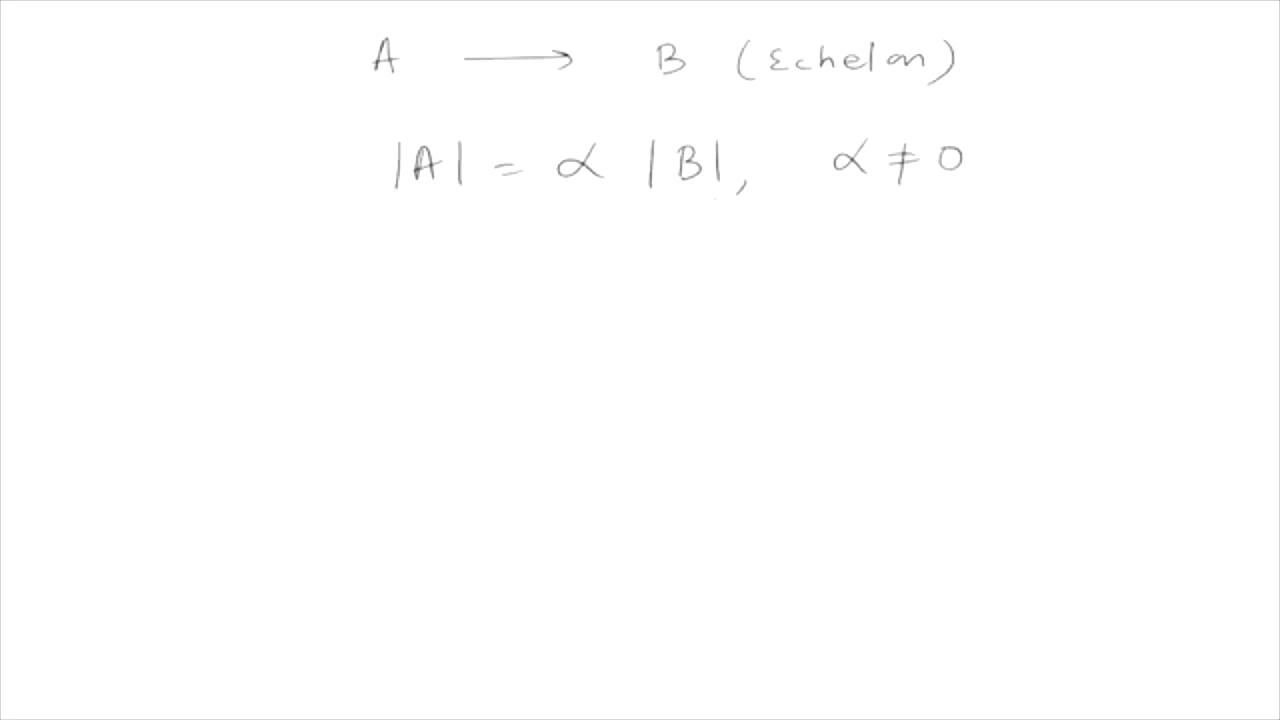 A ⟶ B (Echelon)
|A| = α |B|, α ≠ 0